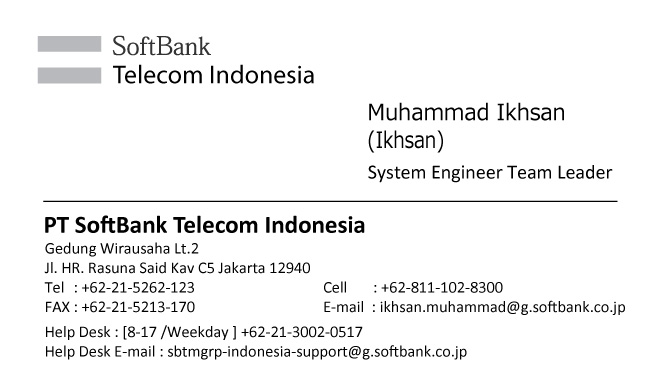 SoftBank
Telecom Indonesia
Muhammad Ikhsan
(Ikhsan)
System Engineer Team Leader
PT SoftBank Telecom Indonesia
Gedung Wirausaha Lt.2
Jl. HR. Rasuna Said Kav C5 Jakarta 12940
Tel : +62-21-5262-123 Cell : +62-811-102-8300
FAX : +62-21-5213-170 E-mail : ikhsan.muhammad@g.softbank.co.jp
Help Desk : [8-17 /Weekday ] +62-21-3002-0517
Help Desk E-mail : sbtmgrp-indonesia-support@g.softbank.co.jp